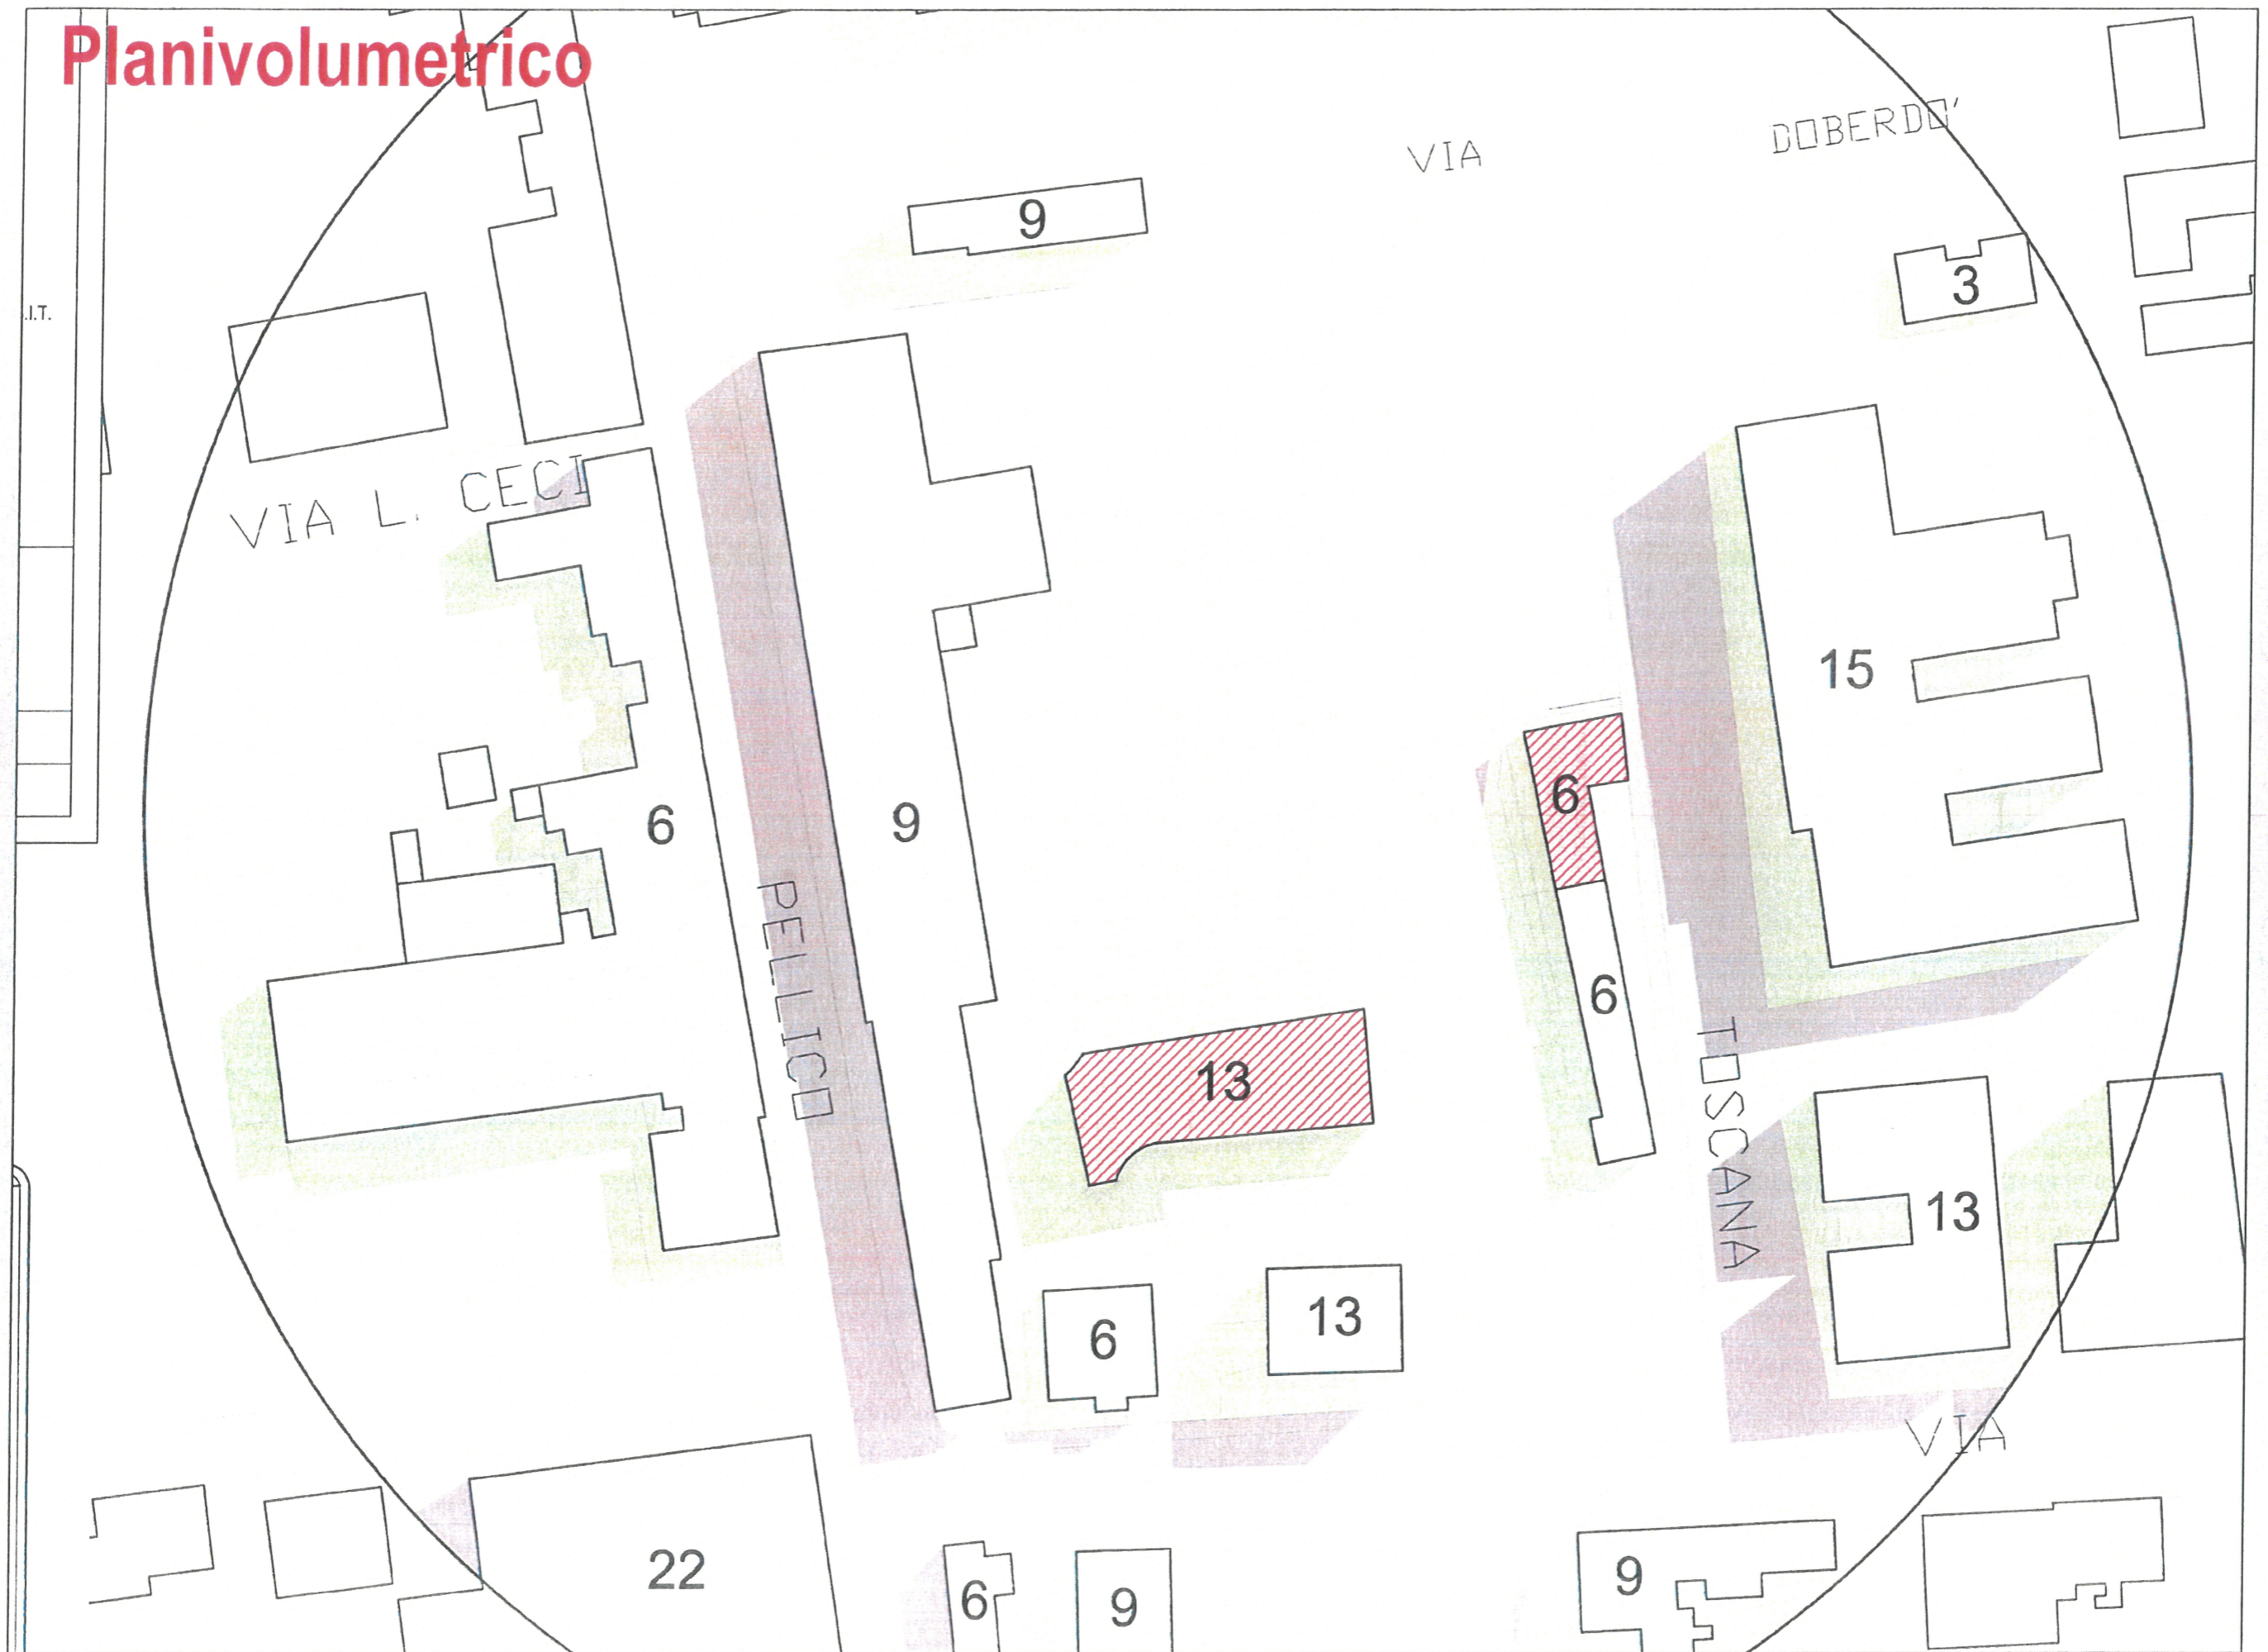 Planivolumetrico
VIA
DOBERDO'
9
3
.I.T.
VIA L. CECI
15
6
6
9
PELLICO
6
13
TOSCANA
13
6
13
VIA
22
6
9
9